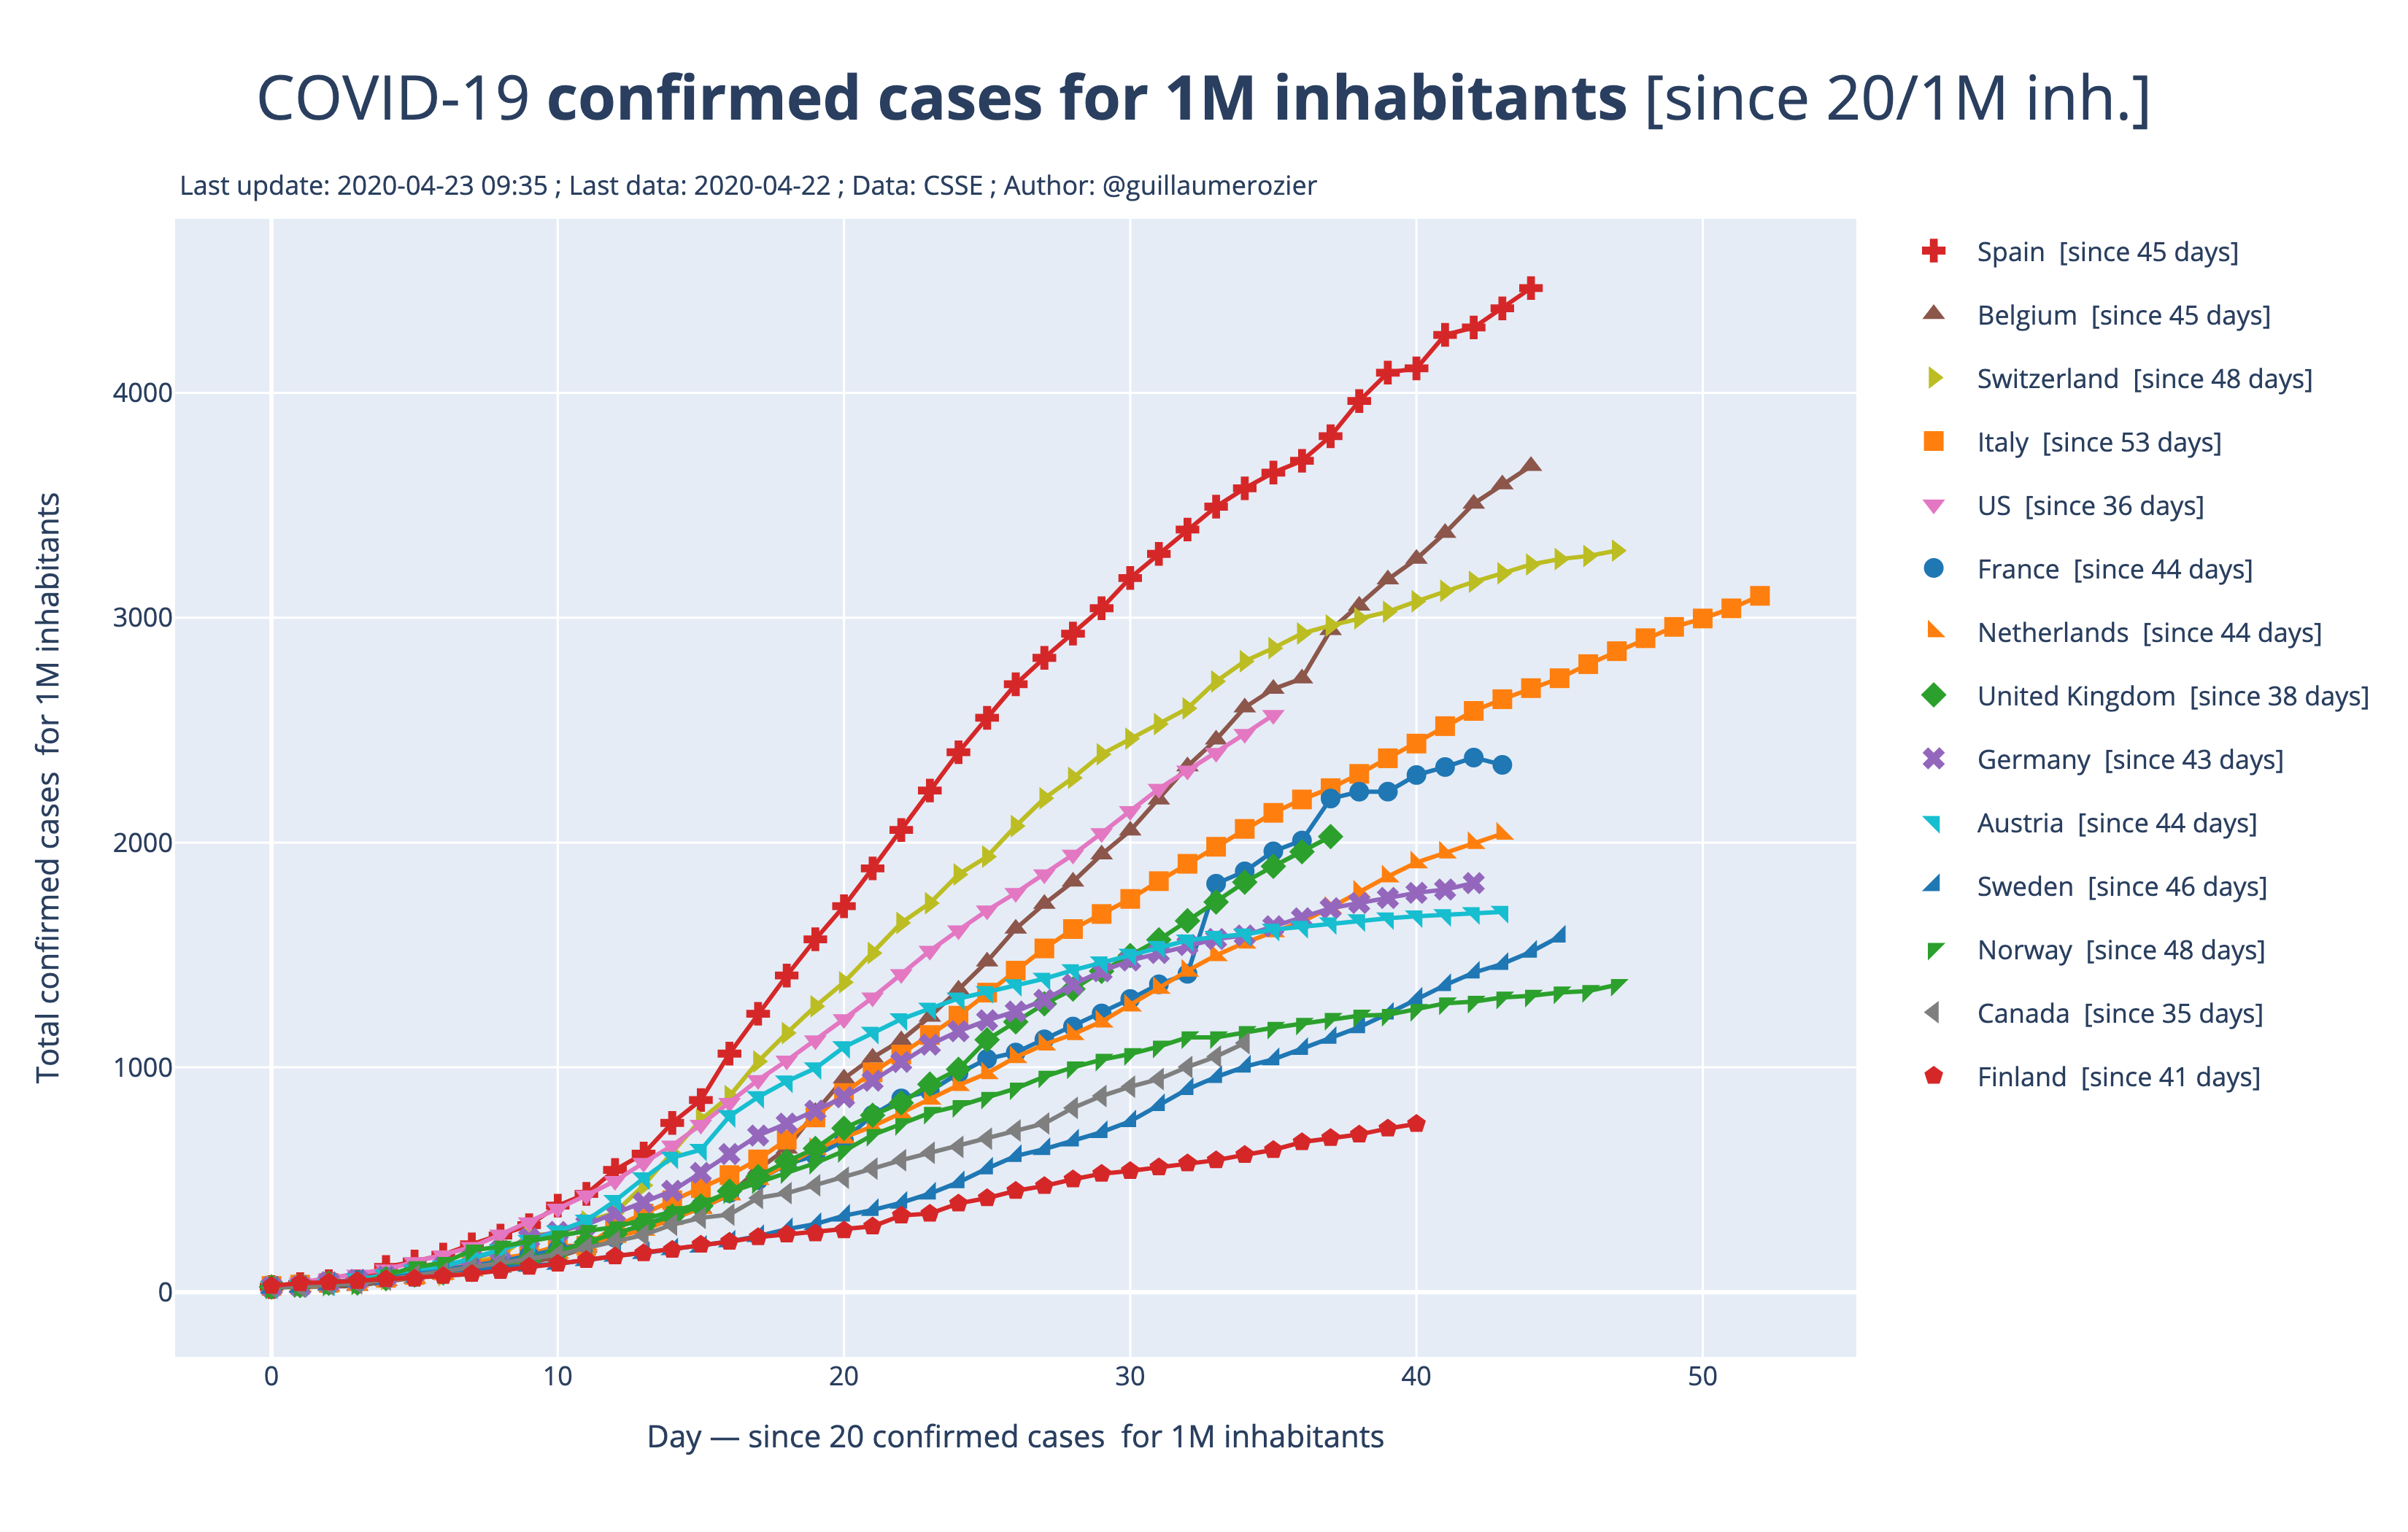 COVID-19 confirmed cases for 1M inhabitants [since 20/1M inh.]
Last update: 2020-04-23 09:35 ; Last data: 2020-04-22 ; Data: CSSE ; Author: @guillaumerozier
Total confirmed cases for 1M inhabitants
4000
3000
2000
1000
0
0 10 20 30 40 50
Day — since 20 confirmed cases for 1M inhabitants
Spain [since 45 days]
Belgium [since 45 days]
Switzerland [since 48 days]
Italy [since 53 days]
US [since 36 days]
France [since 44 days]
Netherlands [since 44 days]
United Kingdom [since 38 days]
Germany [since 43 days]
Austria [since 44 days]
Sweden [since 46 days]
Norway [since 48 days]
Canada [since 35 days]
Finland [since 41 days]